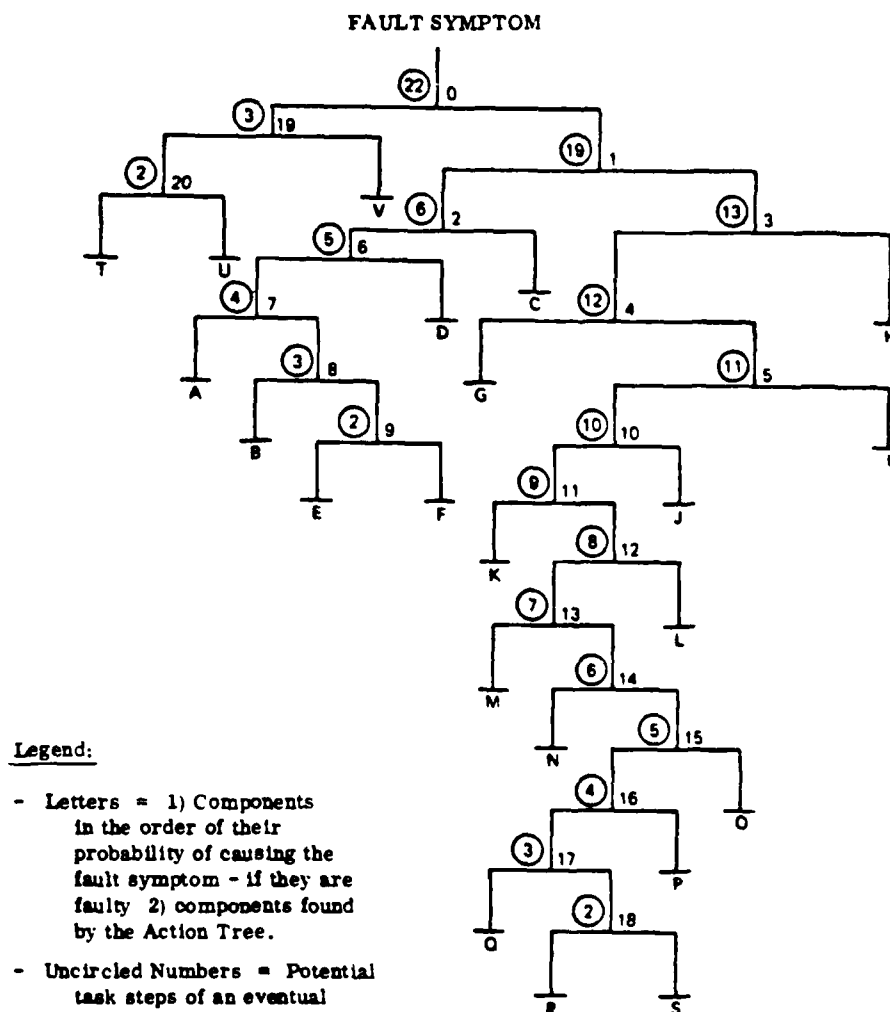 FAULT SYMPTOM
22 0
3 19
19 1
2 20
V
6 2
13 3
T U
5 6
C
12 4
H
4 7
D
G
11 5
A
3 8
B
2 9
10 10
I
E F
9 11
J
K
8 12
7 13
L
M
6 14
N
5 15
4 16
O
3 17
P
Q
2 18
R S
Legend:
- Letters = 1) Components
in the order of their
probability of causing the
fault symptom - if they are
faulty 2) components found
by the Action Tree.
- Uncircled Numbers = Potential
task steps of an eventual